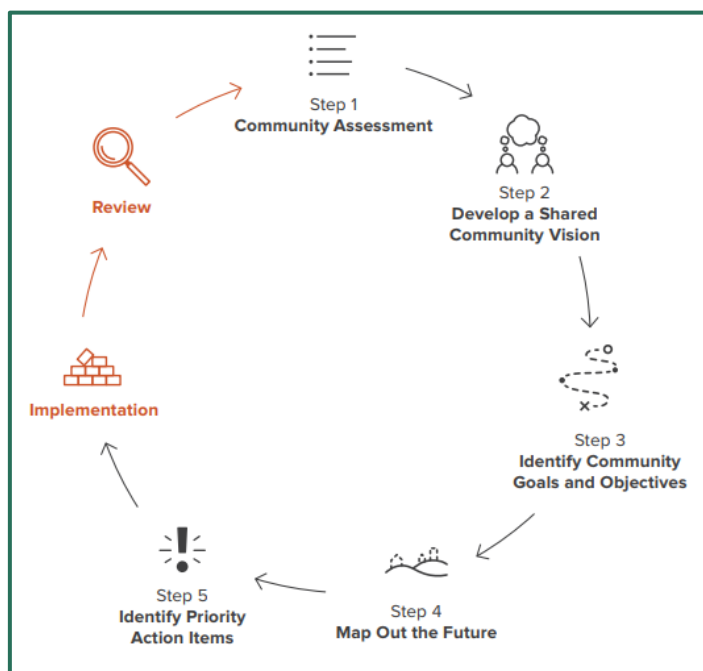 Step 1
Community Assessment
Step 2
Develop a Shared
Community Vision
Step 3
Identify Community
Goals and Objectives
Step 4
Map Out the Future
Step 5
Identify Priority
Action Items
Implementation
Review